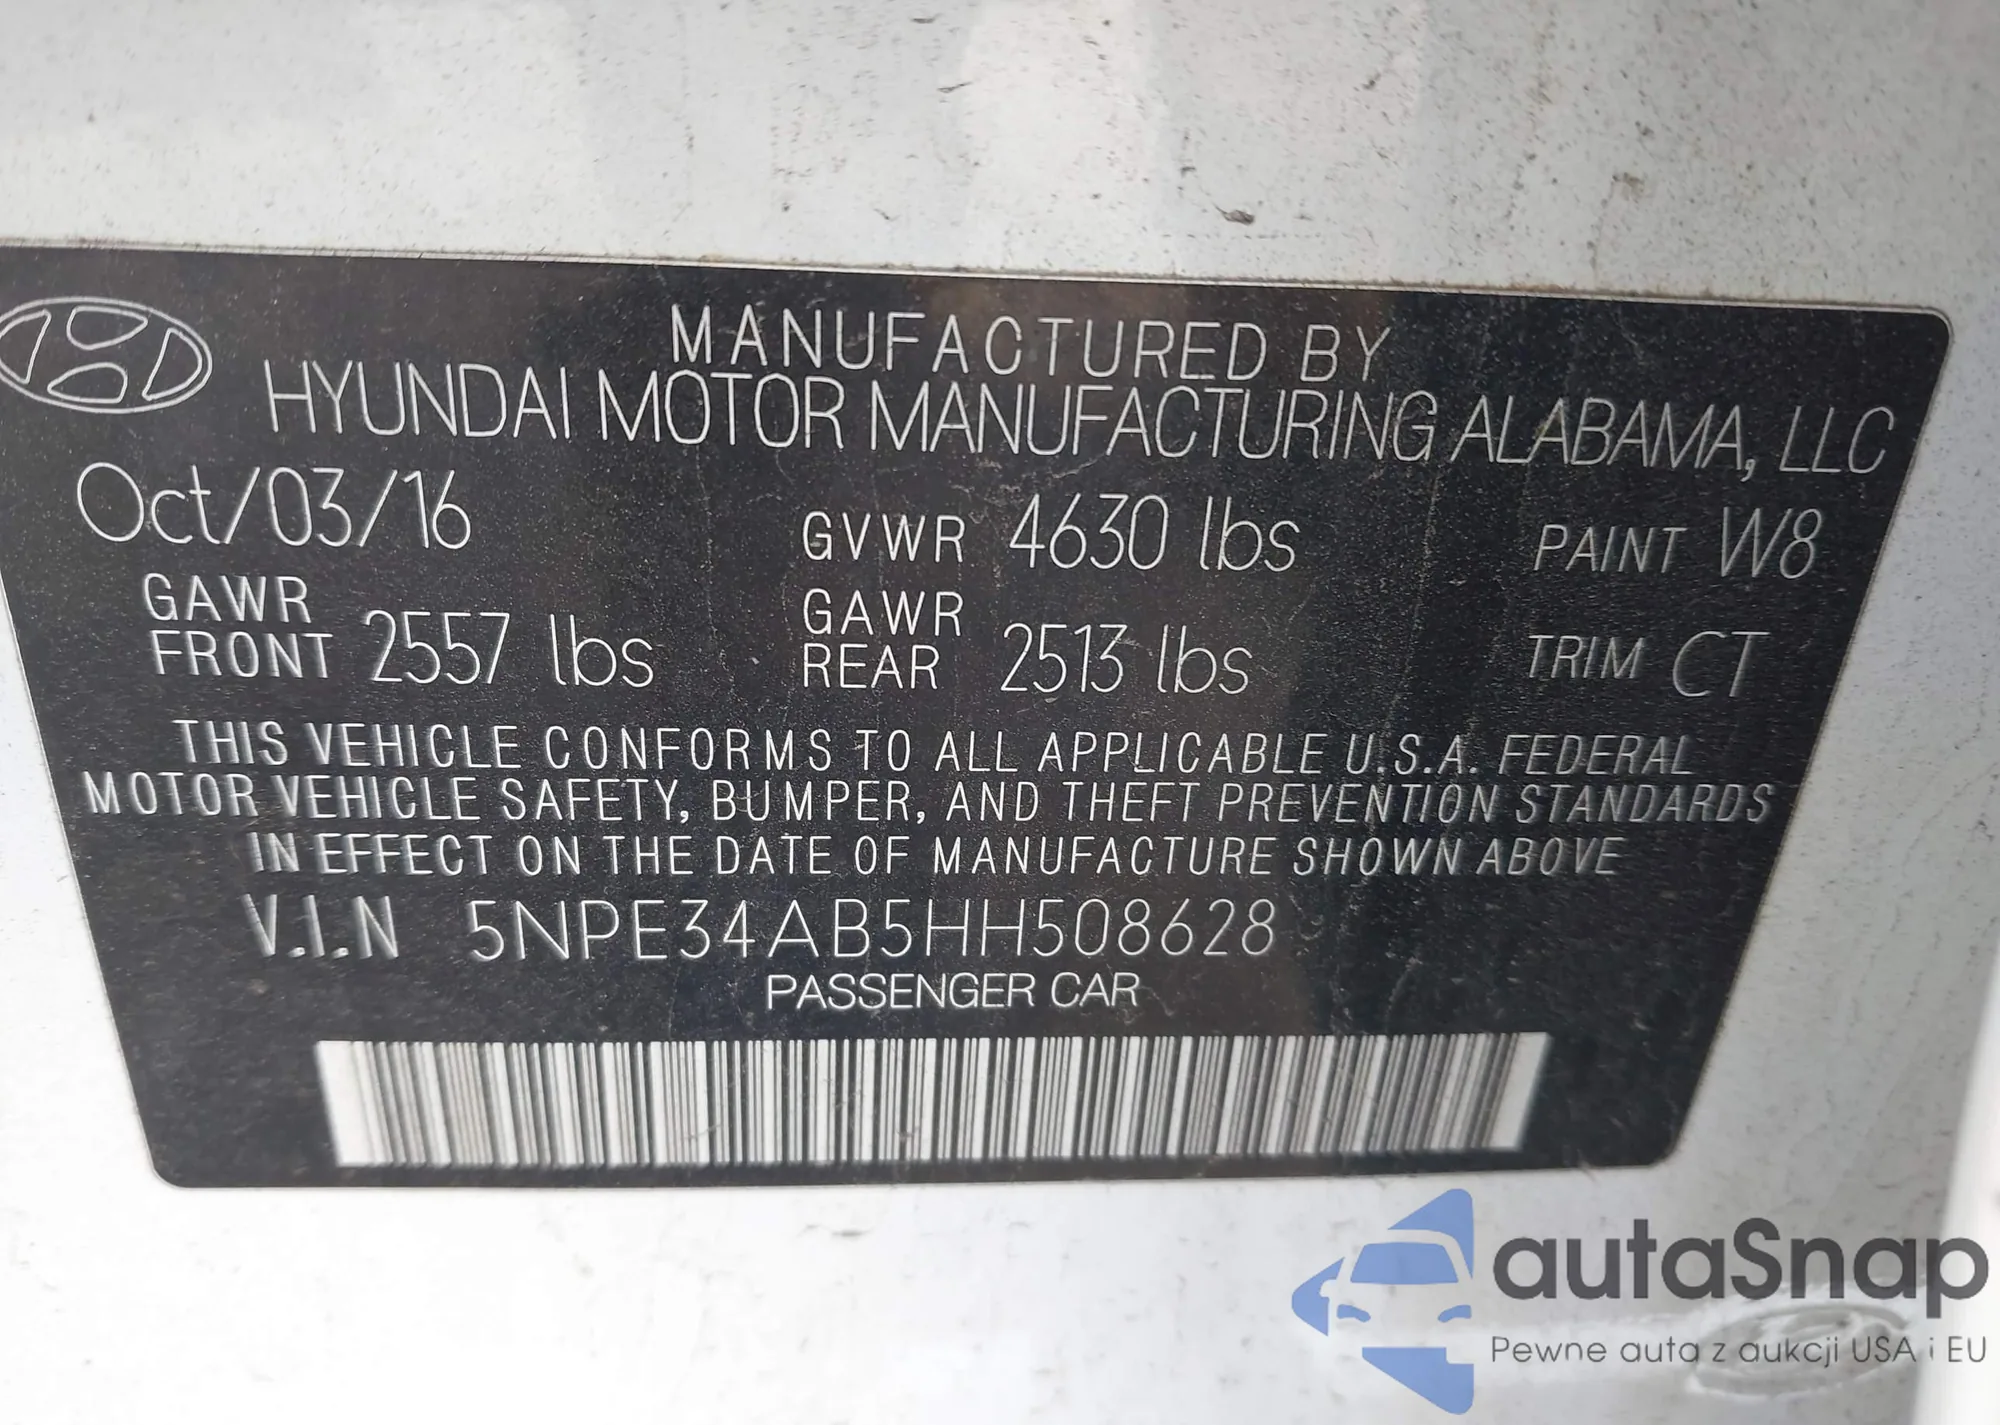 MANUFACTURED BY
HYUNDAI MOTOR MANUFACTURING ALABAMA, LLC
Oct/03/16 GVWR 4630 lbs PAINT W8
GAWR FRONT 2557 lbs GAWR REAR 2513 lbs TRIM CT
THIS VEHICLE CONFORMS TO ALL APPLICABLE U.S.A. FEDERAL
MOTOR VEHICLE SAFETY, BUMPER, AND THEFT PREVENTION STANDARDS
IN EFFECT ON THE DATE OF MANUFACTURE SHOWN ABOVE
V.I.N 5NPE34AB5HH508628
PASSENGER CAR
autaSnap
Pewne auta z aukcji USA i EU